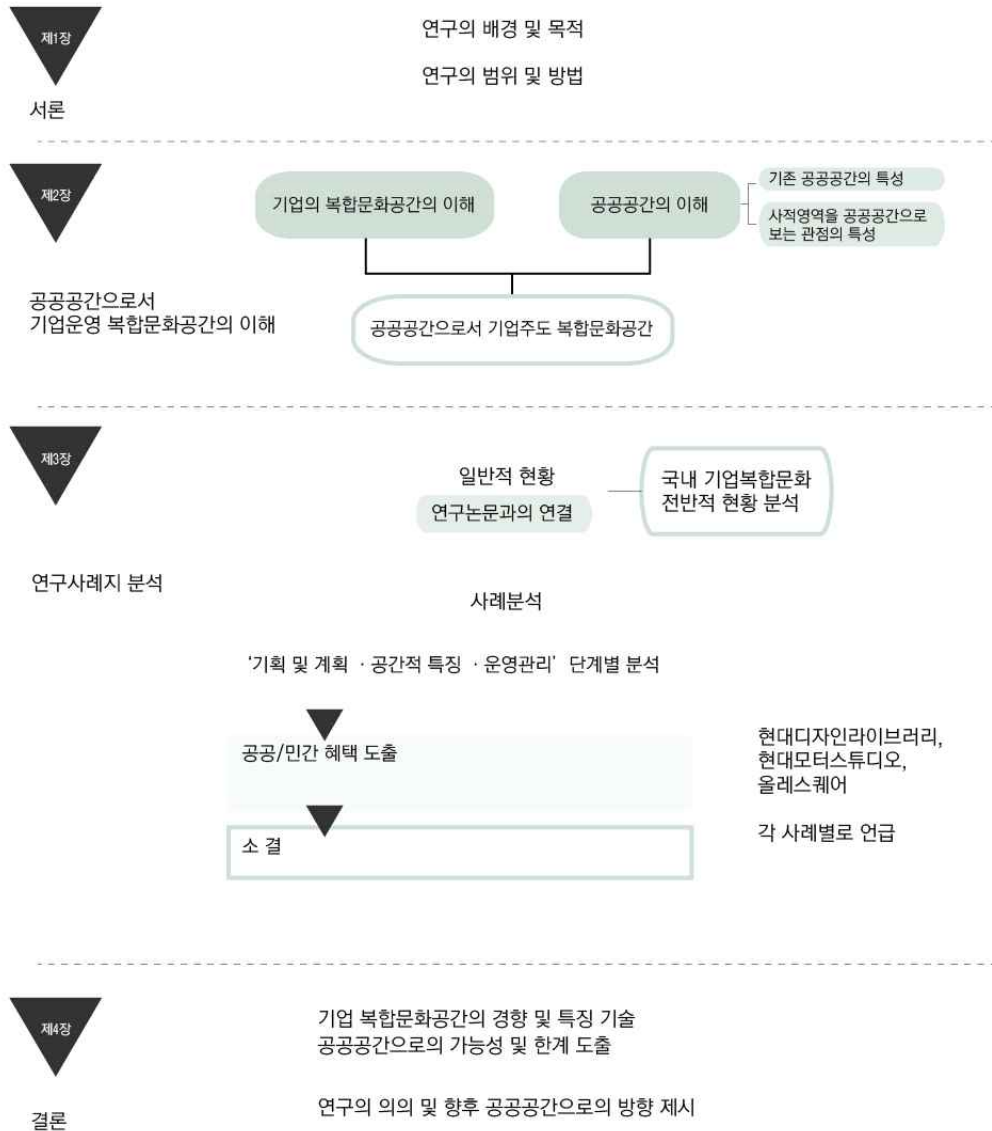 제1장
서론
연구의 배경 및 목적
연구의 범위 및 방법
제2장
공공공간으로서
기업운영 복합문화공간의 이해
기업의 복합문화공간의 이해
공공공간의 이해
기존 공공공간의 특성
사적영역을 공공공간으로
보는 관점의 특성
공공공간으로서 기업주도 복합문화공간
제3장
연구사례지 분석
일반적 현황
연구논문과의 연결
국내 기업복합문화
전반적 현황 분석
사례분석
‘기획 및 계획 · 공간적 특징 · 운영관리’ 단계별 분석
공공/민간 혜택 도출
소 결
현대디자인라이브러리,
현대모터스튜디오,
올레스퀘어
각 사례별로 언급
제4장
결론
기업 복합문화공간의 경향 및 특징 기술
공공공간으로의 가능성 및 한계 도출
연구의 의의 및 향후 공공공간으로의 방향 제시